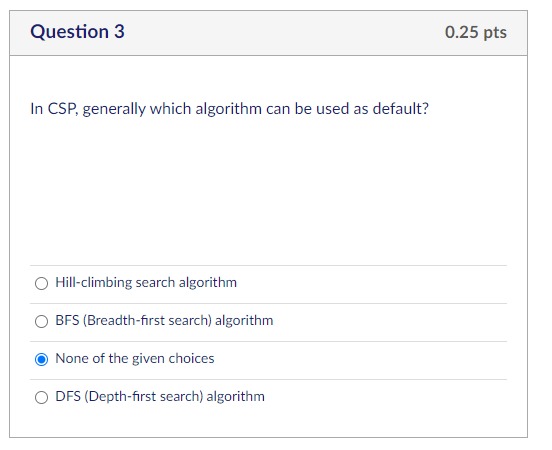 Question 3
0.25 pts
In CSP, generally which algorithm can be used as default?
Hill-climbing search algorithm
BFS (Breadth-first search) algorithm
None of the given choices
DFS (Depth-first search) algorithm